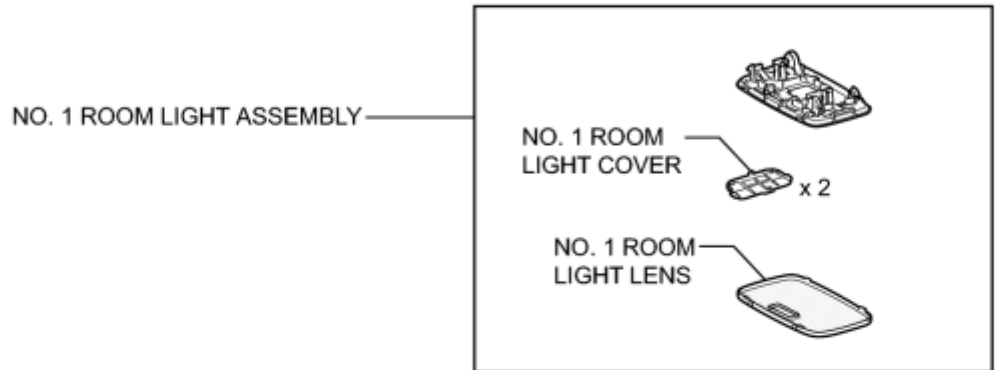 NO. 1 ROOM LIGHT ASSEMBLY
NO. 1 ROOM
LIGHT COVER
x 2
NO. 1 ROOM
LIGHT LENS